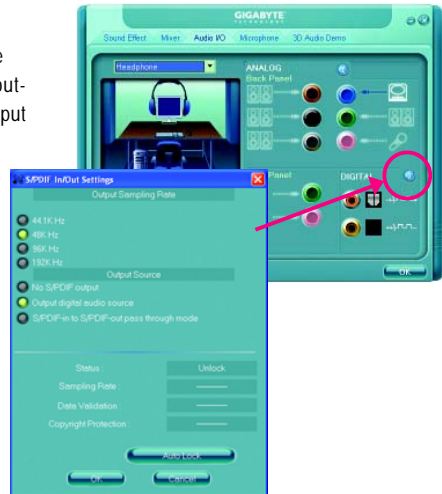 GIGABYTE
TECHNOLOGY
Sound Effect Mixer Audio I/O Microphone 3D Audio Demo
Headphone
ANALOG
Back Panel
Panel
DIGITAL
OK
S/PDIF In/Out Settings
Output Sampling Rate
44.1K Hz
48K Hz
96K Hz
192K Hz
Output Source
No S/PDIF output
Output digital audio source
S/PDIF-in to S/PDIF-out pass through mode
Status Unlock
Sampling Rate :
Data Validation :
Copyright Protection :
Auto Lock
OK Cancel